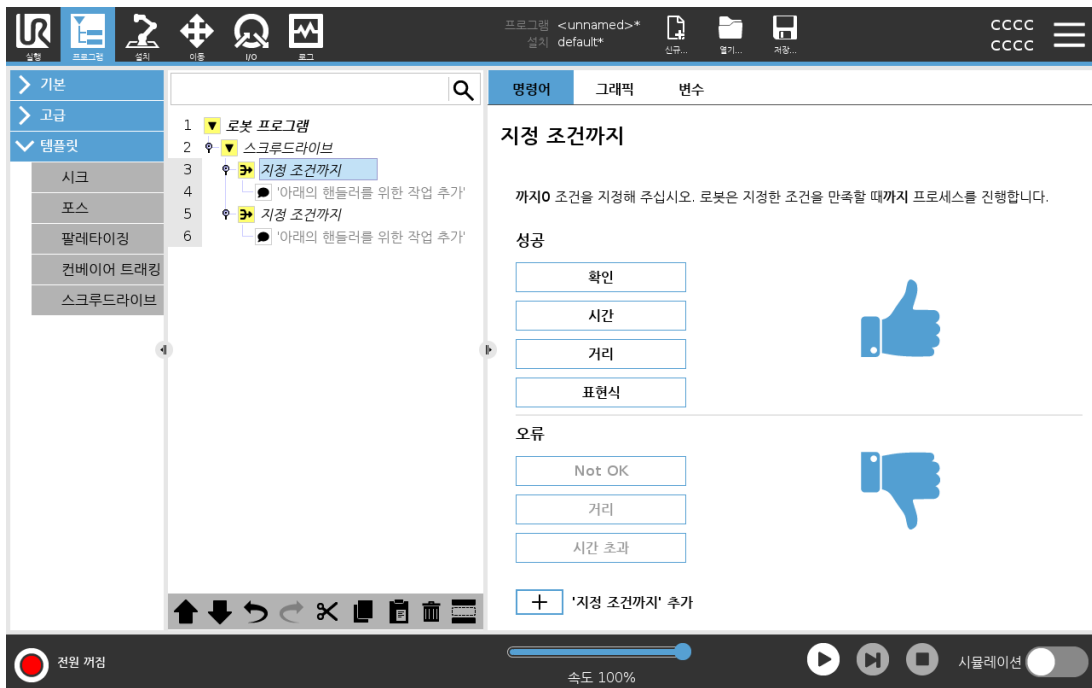 UR
실행
프로그램
설치
이동
I/O
로그
프로그램 <unnamed>*
설치 default*
신규...
열기...
저장...
CCCC
CCCC
기본
고급
템플릿
시크
포스
팔레타이징
컨베이어 트래킹
스크루드라이브
1 로봇 프로그램
2 스크루드라이브
3 지정 조건까지
4 '아래의 핸들러를 위한 작업 추가'
5 지정 조건까지
6 '아래의 핸들러를 위한 작업 추가'
명령어 그래픽 변수
지정 조건까지
까지0 조건을 지정해 주십시오. 로봇은 지정한 조건을 만족할 때까지 프로세스를 진행합니다.
성공
확인
시간
거리
표현식
오류
Not OK
거리
시간 초과
'지정 조건까지' 추가
전원 꺼짐
속도 100%
시뮬레이션